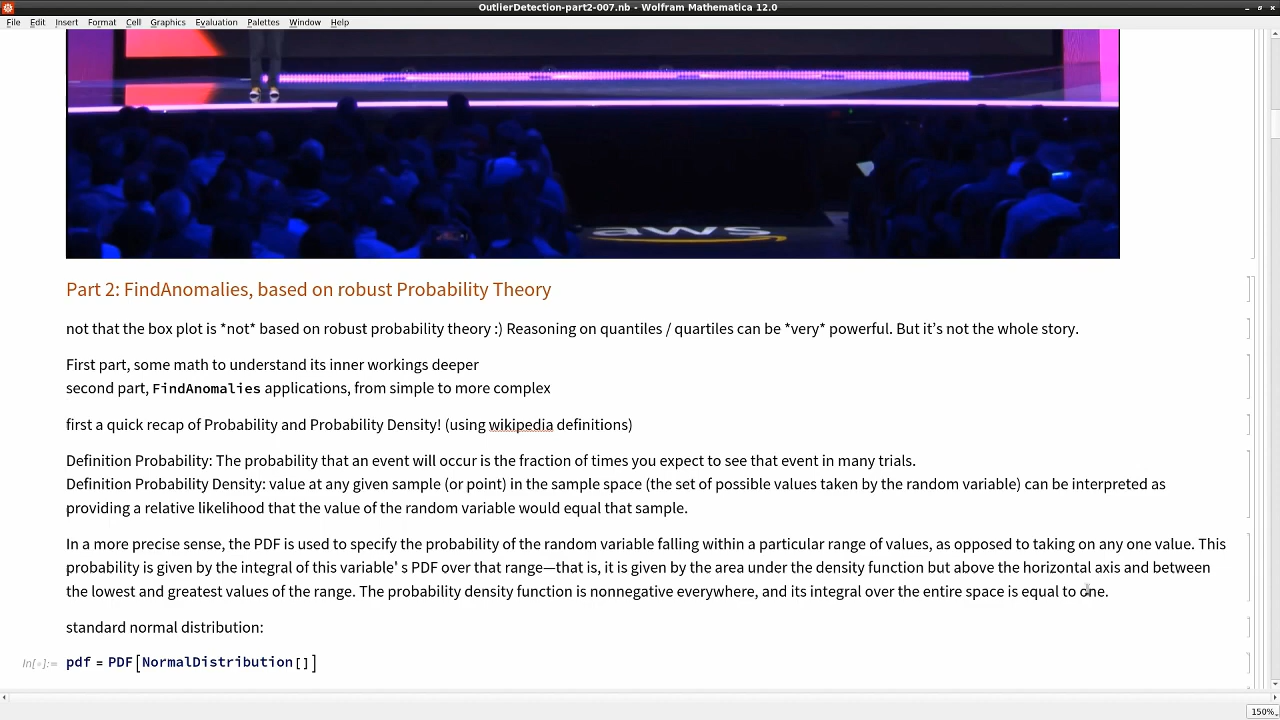 OutlierDetection-part2-007.nb - Wolfram Mathematica 12.0
File Edit Insert Format Cell Graphics Evaluation Palettes Window Help
aws
Part 2: FindAnomalies, based on robust Probability Theory
not that the box plot is *not* based on robust probability theory :) Reasoning on quantiles / quartiles can be *very* powerful. But it’s not the whole story.
First part, some math to understand its inner workings deeper
second part, FindAnomalies applications, from simple to more complex
first a quick recap of Probability and Probability Density! (using wikipedia definitions)
Definition Probability: The probability that an event will occur is the fraction of times you expect to see that event in many trials.
Definition Probability Density: value at any given sample (or point) in the sample space (the set of possible values taken by the random variable) can be interpreted as
providing a relative likelihood that the value of the random variable would equal that sample.
In a more precise sense, the PDF is used to specify the probability of the random variable falling within a particular range of values, as opposed to taking on any one value. This
probability is given by the integral of this variable' s PDF over that range—that is, it is given by the area under the density function but above the horizontal axis and between
the lowest and greatest values of the range. The probability density function is nonnegative everywhere, and its integral over the entire space is equal to one.
standard normal distribution:
In[◦]:= pdf = PDF[NormalDistribution[]]
150%